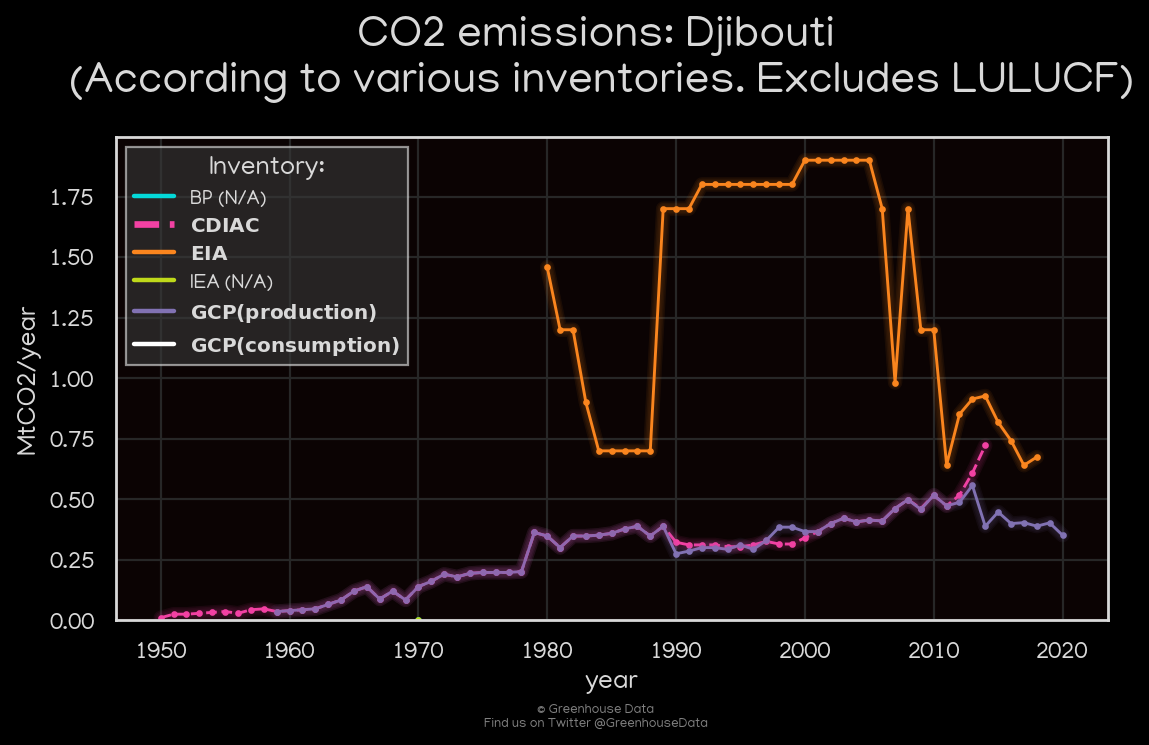 CO2 emissions: Djibouti
(According to various inventories. Excludes LULUCF)
Inventory:
BP (N/A)
CDIAC
EIA
IEA (N/A)
GCP(production)
GCP(consumption)
MtCO2/year
1.75
1.50
1.25
1.00
0.75
0.50
0.25
0.00
1950 1960 1970 1980 1990 2000 2010 2020
year
© Greenhouse Data
Find us on Twitter @GreenhouseData